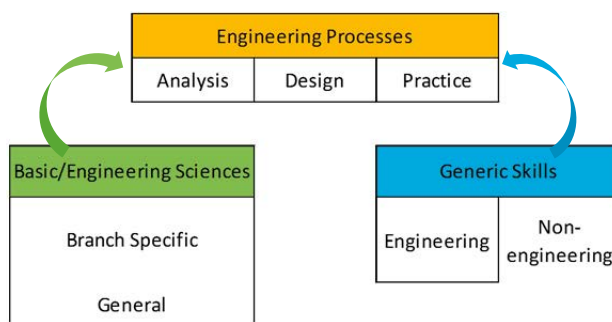 Engineering Processes
Analysis Design Practice
Basic/Engineering Sciences
Branch Specific
General
Generic Skills
Engineering
Non-
engineering